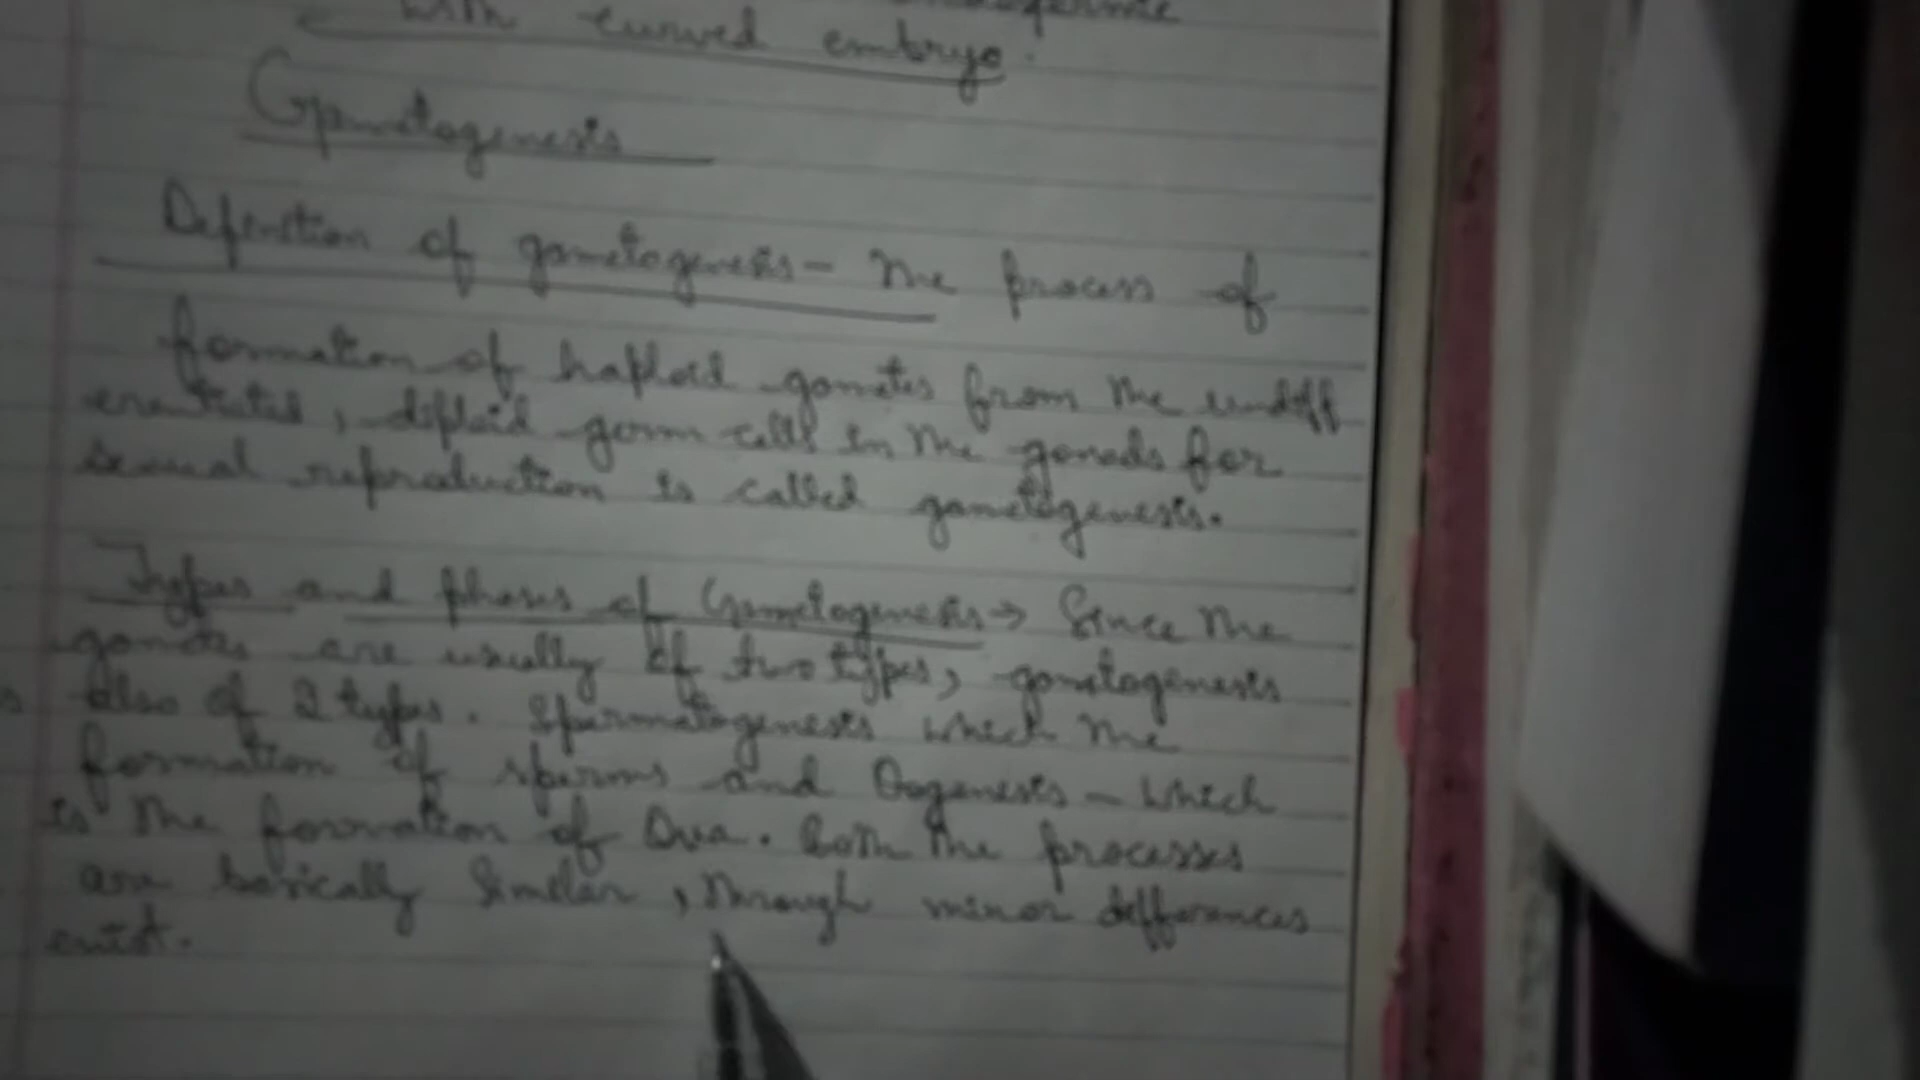 with curved embryo.
Gametogenesis
Definition of gametogenesis - The process of
formation of haploid gametes from the undiff
erentiated, diploid germ cells in the gonads for
sexual reproduction is called gametogenesis.
Types and phases of Gametogenesis → Since the
gonads are usually of two types, gametogenesis
is also of 2 types. Spermatogenesis which the
formation of sperms and Oogenesis - which
is the formation of Ova. Both the processes
are basically similar, through minor differences
exist.